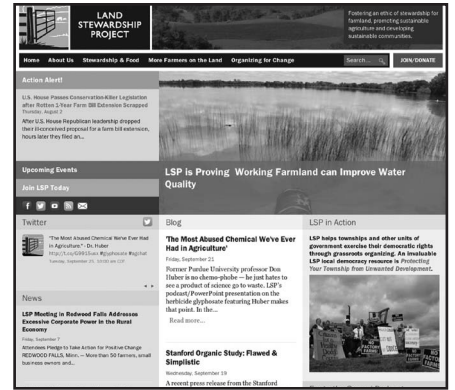 LAND
STEWARDSHIP
PROJECT
Fostering an ethic of stewardship for
farmland, promoting sustainable
agriculture and developing
sustainable communities.
Home About Us Stewardship & Food More Farmers on the Land Organizing for Change Search... JOIN/DONATE
Action Alert!
U.S. House Passes Conservation-Killer Legislation
after Rotten 1-Year Farm Bill Extension Scrapped
Thursday, August 2
After U.S. House Republican leadership dropped
their ill-conceived proposal for a farm bill extension,
hours later they filed an...
Upcoming Events
Join LSP Today
LSP is Proving Working Farmland can Improve Water
Quality
Twitter
"The Most Abused Chemical We've Ever
Had in Agriculture." - Dr. Huber
#glyphosate #agchat
News
LSP Meeting in Redwood Falls Addresses
Excessive Corporate Power in the Rural
Economy
Friday, September 7
Attendees Pledge to Take Action for Positive Change
REDWOOD FALLS, Minn. — More than 50 farmers, small
business owners and...
Blog
'The Most Abused Chemical We've Ever
Had in Agriculture'
Friday, September 21
Former Purdue University professor Don
Huber is no chemo-phobe — he just hates to
see a product of science go to waste. LSP's
podcast/PowerPoint presentation on the
herbicide glyphosate featuring Huber makes
that point. In the...
Read more...
Stanford Organic Study: Flawed &
Simplistic
Wednesday, September 19
A recent press release from the Stanford
LSP in Action
LSP helps townships and other units of
government exercise their democratic rights
through grassroots organizing. An invaluable
LSP local democracy resource is Protecting
Your Township from Unwanted Development.
NO
FACTORY
FARMS